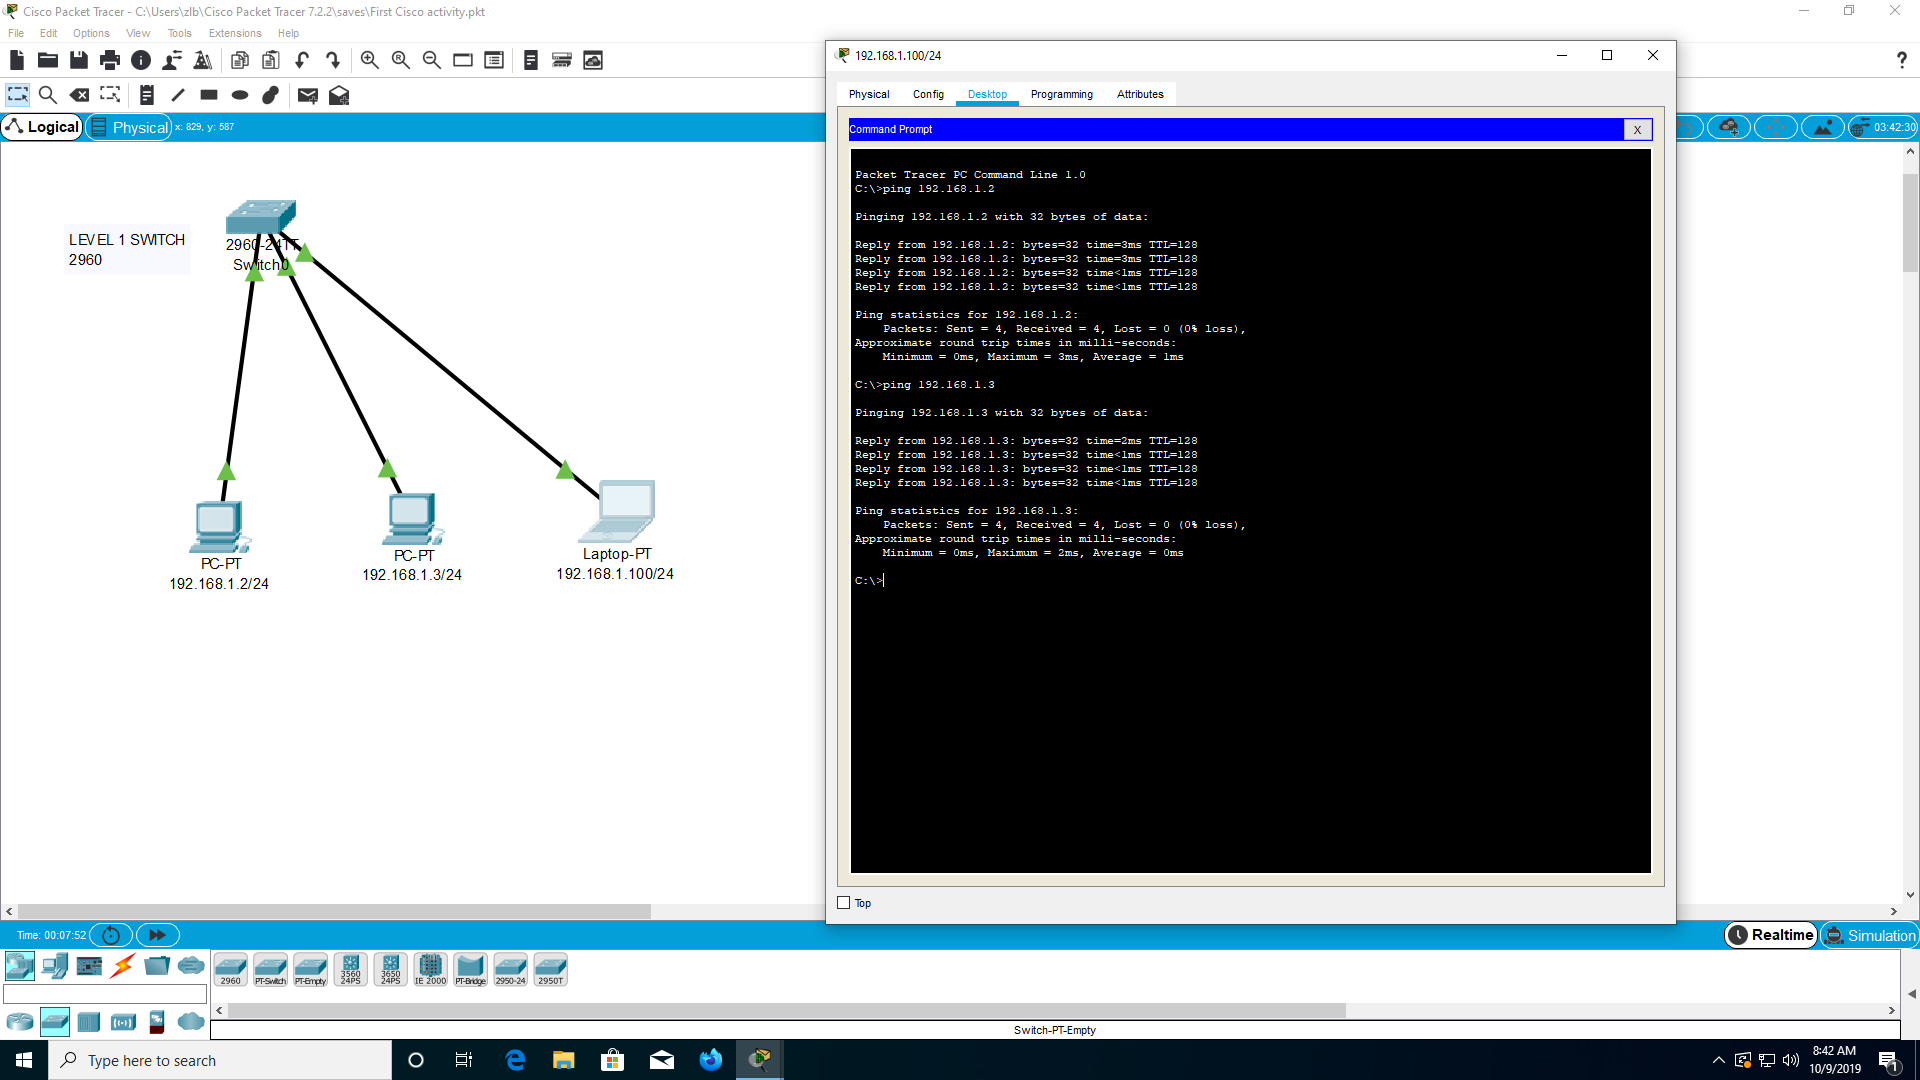 Cisco Packet Tracer - C:\Users\zlb\Cisco Packet Tracer 7.2.2\saves\First Cisco activity.pkt
File Edit Options View Tools Extensions Help
?
Logical
Physical
x: 829, y: 587
03:42:30
LEVEL 1 SWITCH
2960
2960-24TT
Switch0
PC-PT
192.168.1.2/24
PC-PT
192.168.1.3/24
Laptop-PT
192.168.1.100/24
192.168.1.100/24
Physical Config Desktop Programming Attributes
Command Prompt
X
Packet Tracer PC Command Line 1.0
C:\>ping 192.168.1.2
Pinging 192.168.1.2 with 32 bytes of data:
Reply from 192.168.1.2: bytes=32 time=3ms TTL=128
Reply from 192.168.1.2: bytes=32 time=3ms TTL=128
Reply from 192.168.1.2: bytes=32 time<1ms TTL=128
Reply from 192.168.1.2: bytes=32 time<1ms TTL=128
Ping statistics for 192.168.1.2:
Packets: Sent = 4, Received = 4, Lost = 0 (0% loss),
Approximate round trip times in milli-seconds:
Minimum = 0ms, Maximum = 3ms, Average = 1ms
C:\>ping 192.168.1.3
Pinging 192.168.1.3 with 32 bytes of data:
Reply from 192.168.1.3: bytes=32 time=2ms TTL=128
Reply from 192.168.1.3: bytes=32 time<1ms TTL=128
Reply from 192.168.1.3: bytes=32 time<1ms TTL=128
Reply from 192.168.1.3: bytes=32 time<1ms TTL=128
Ping statistics for 192.168.1.3:
Packets: Sent = 4, Received = 4, Lost = 0 (0% loss),
Approximate round trip times in milli-seconds:
Minimum = 0ms, Maximum = 2ms, Average = 0ms
C:\>
Top
Time: 00:07:52
Realtime
Simulation
2960
PT-Switch
PT-Empty
3560
24PS
3650
24PS
IE 2000
PT-Bridge
2950-24
2950T
Switch-PT-Empty
Type here to search
8:42 AM
10/9/2019
1